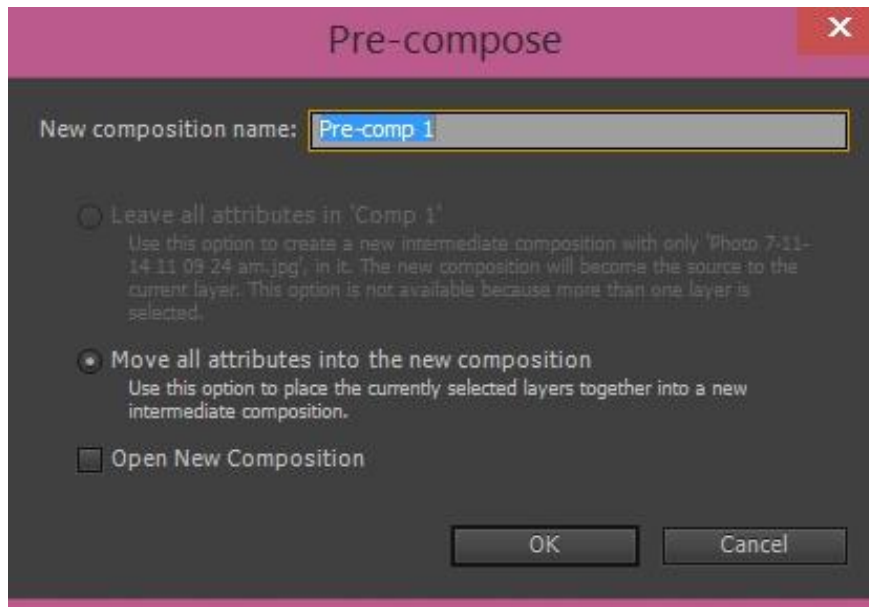 Pre-compose
New composition name: Pre-comp 1
Leave all attributes in 'Comp 1'
Use this option to create a new intermediate composition with only 'Photo 7-11-
14 11 09 24 am.jpg', in it. The new composition will become the source to the
current layer. This option is not available because more than one layer is
selected.
Move all attributes into the new composition
Use this option to place the currently selected layers together into a new
intermediate composition.
Open New Composition
OK Cancel